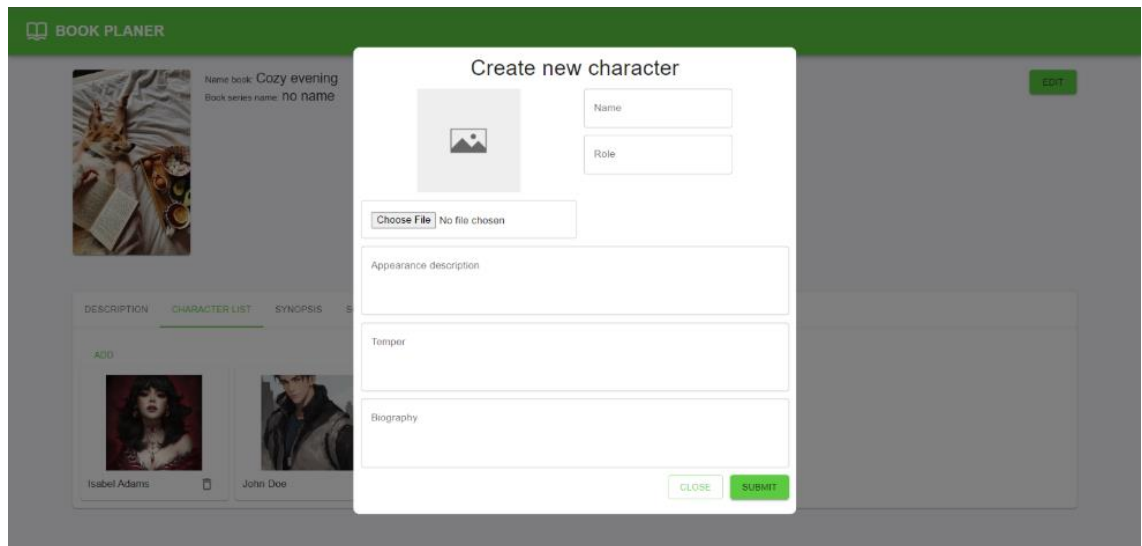 BOOK PLANER
Create new character
Name book: Cozy evening
Book series name: no name
EDIT
Name
Role
Choose File No file chosen
Appearance description
DESCRIPTION CHARACTER LIST SYNOPSIS S
Temper
ADD
Biography
Isabel Adams John Doe
CLOSE SUBMIT